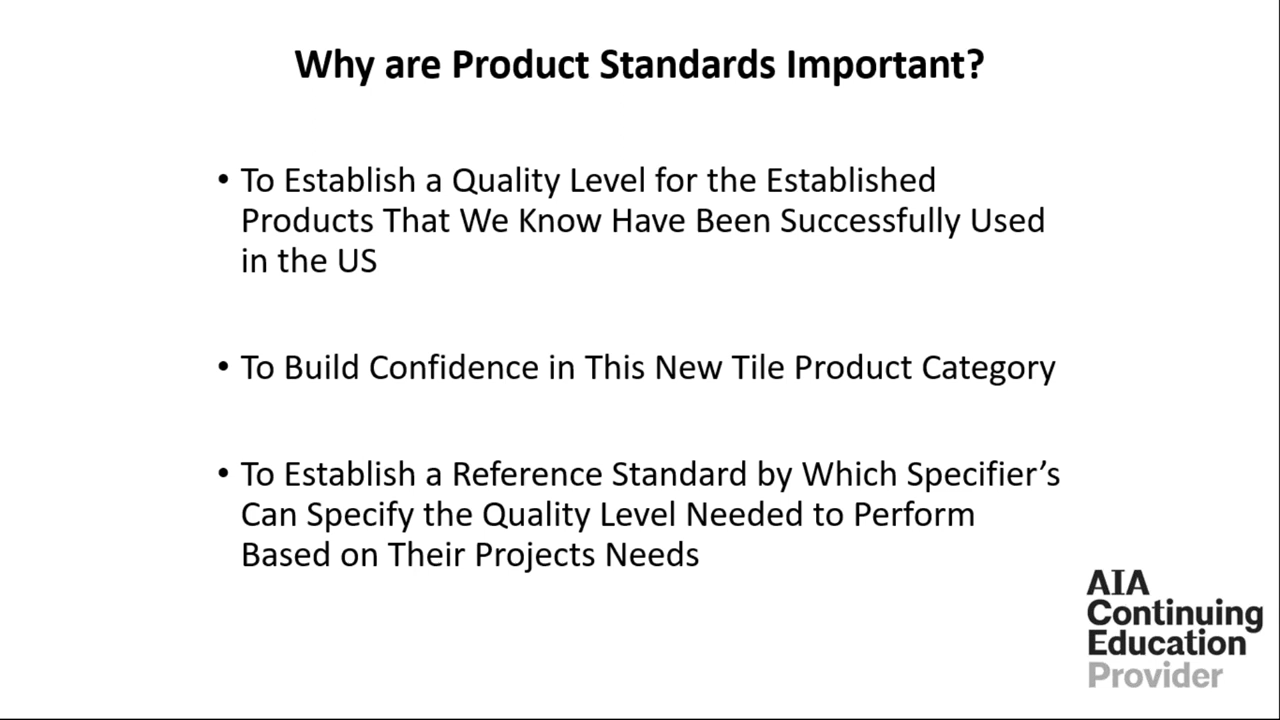 Why are Product Standards Important?
• To Establish a Quality Level for the Established
Products That We Know Have Been Successfully Used
in the US
• To Build Confidence in This New Tile Product Category
• To Establish a Reference Standard by Which Specifier’s
Can Specify the Quality Level Needed to Perform
Based on Their Projects Needs
AIA
Continuing
Education
Provider